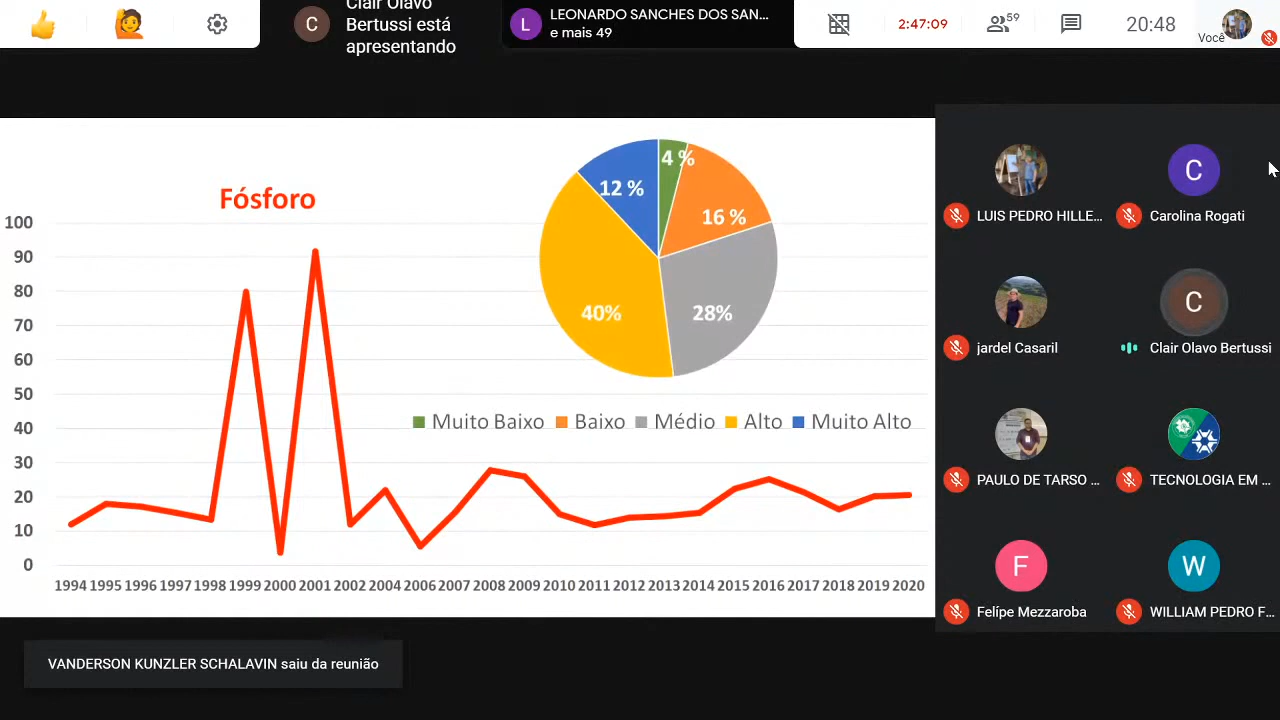 Clair Olavo
Bertussi está
apresentando
C
L
LEONARDO SANCHES DOS SAN...
e mais 49
2:47:09
59
20:48
Você
Fósforo
100
90
80
70
60
50
40
30
20
10
0
4 %
12 %
16 %
40%
28%
Muito Baixo Baixo Médio Alto Muito Alto
1994 1995 1996 1997 1998 1999 2000 2001 2002 2004 2006 2007 2008 2009 2010 2011 2012 2013 2014 2015 2016 2017 2018 2019 2020
LUIS PEDRO HILLE...
C
Carolina Rogati
jardel Casaril
C
Clair Olavo Bertussi
PAULO DE TARSO ...
TECNOLOGIA EM ...
F
Felípe Mezzaroba
W
WILLIAM PEDRO F...
VANDERSON KUNZLER SCHALAVIN saiu da reunião